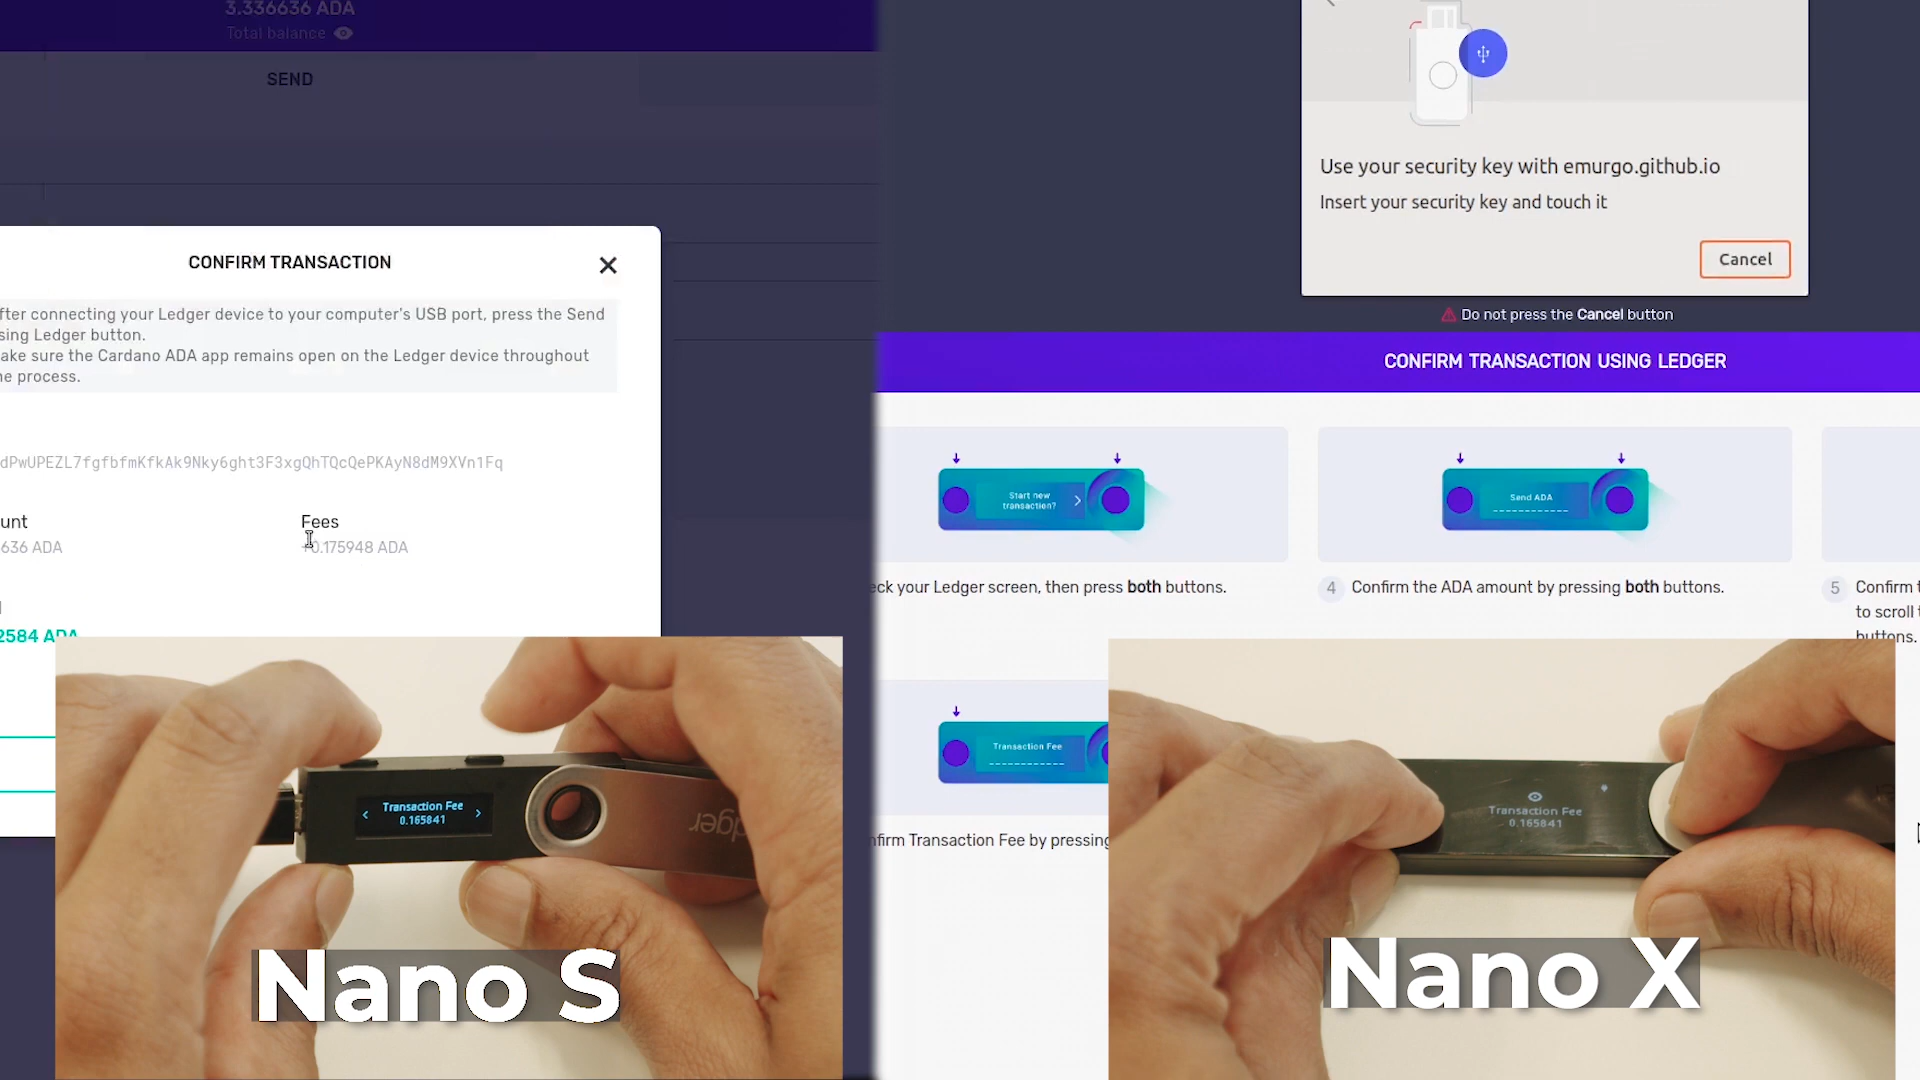 3.336636 ADA
Total balance
SEND
CONFIRM TRANSACTION
fter connecting your Ledger device to your computer's USB port, press the Send
sing Ledger button.
ake sure the Cardano ADA app remains open on the Ledger device throughout
he process.
dPwUPEZL7fgfbfmKfkAk9Nky6ght3F3xgQhTQcQePKAyN8dM9XVn1Fq
unt
Fees
636 ADA
0.175948 ADA
2584 ADA
Transaction Fee
0.165841
Nano S
Use your security key with emurgo.github.io
Insert your security key and touch it
Cancel
Do not press the Cancel button
CONFIRM TRANSACTION USING LEDGER
Start new
transaction?
Send ADA
eck your Ledger screen, then press both buttons.
4 Confirm the ADA amount by pressing both buttons.
5 Confirm
to scroll
buttons.
Transaction Fee
nfirm Transaction Fee by pressing
Transaction Fee
0.165841
Nano X